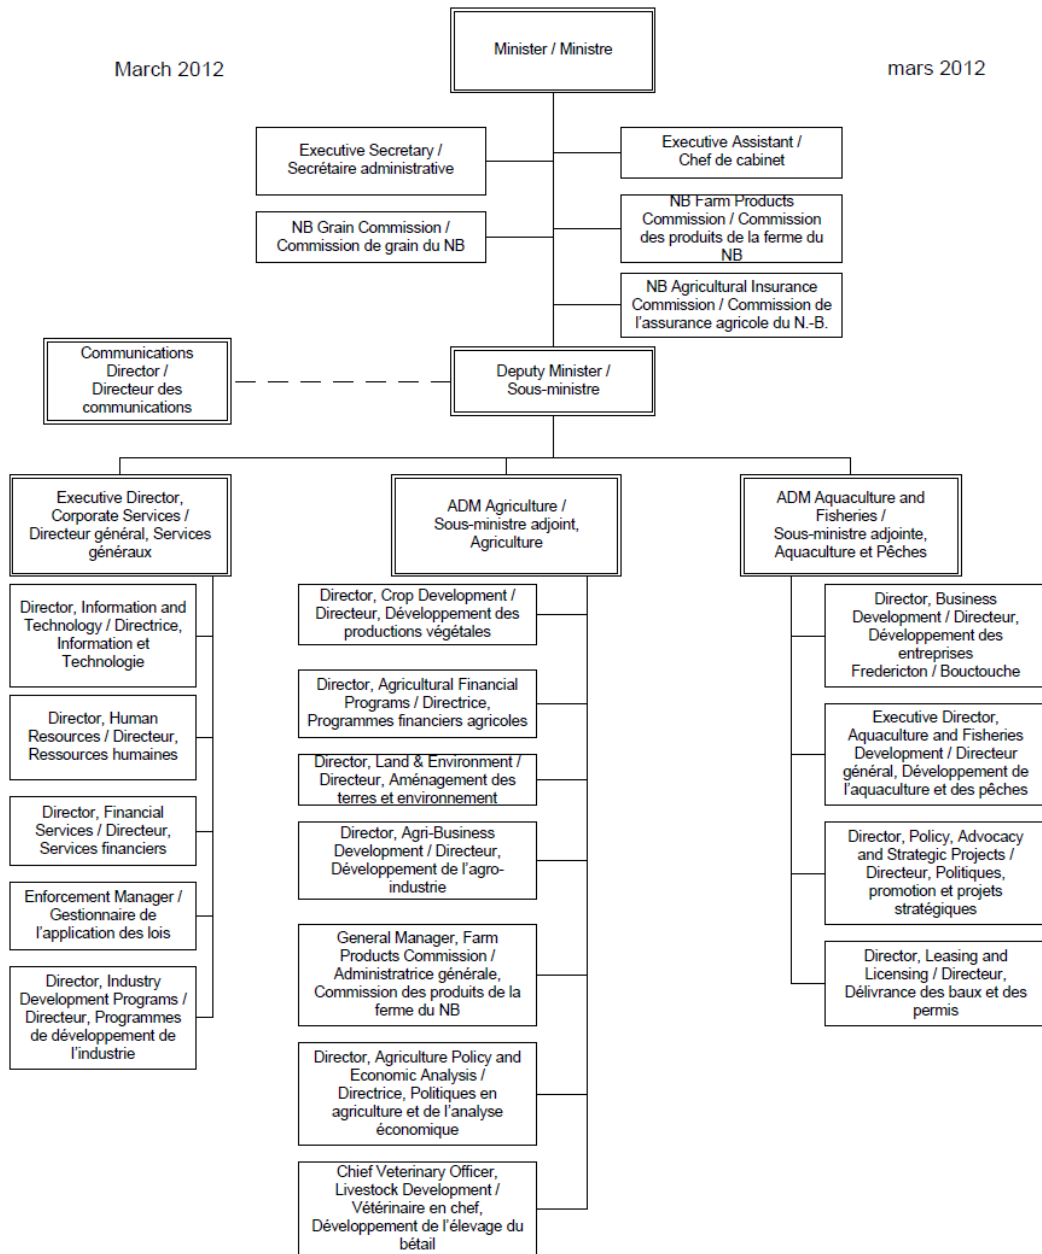 Minister / Ministre
March 2012
mars 2012
Executive Secretary /
Secrétaire administrative
Executive Assistant /
Chef de cabinet
NB Grain Commission /
Commission de grain du NB
NB Farm Products
Commission / Commission
des produits de la ferme du
NB
NB Agricultural Insurance
Commission / Commission de
l'assurance agricole du N.-B.
Communications
Director /
Directeur des
communications
Deputy Minister /
Sous-ministre
Executive Director,
Corporate Services /
Directeur général, Services
généraux
Director, Information and
Technology / Directrice,
Information et
Technologie
Director, Human
Resources / Directeur,
Ressources humaines
Director, Financial
Services / Directeur,
Services financiers
Enforcement Manager /
Gestionnaire de
l'application des lois
Director, Industry
Development Programs /
Directeur, Programmes
de développement de
l'industrie
ADM Agriculture /
Sous-ministre adjoint,
Agriculture
Director, Crop Development /
Directeur, Développement des
productions végétales
Director, Agricultural Financial
Programs / Directrice,
Programmes financiers agricoles
Director, Land & Environment /
Directeur, Aménagement des
terres et environnement
Director, Agri-Business
Development / Directeur,
Développement de l'agro-
industrie
General Manager, Farm
Products Commission /
Administratrice générale,
Commission des produits de la
ferme du NB
Director, Agriculture Policy and
Economic Analysis /
Directrice, Politiques en
agriculture et de l'analyse
économique
Chief Veterinary Officer,
Livestock Development /
Vétérinaire en chef,
Développement de l'élevage du
bétail
ADM Aquaculture and
Fisheries /
Sous-ministre adjointe,
Aquaculture et Pêches
Director, Business
Development / Directeur,
Développement des
entreprises
Fredericton / Bouctouche
Executive Director,
Aquaculture and Fisheries
Development / Directeur
général, Développement de
l'aquaculture et des pêches
Director, Policy, Advocacy
and Strategic Projects /
Directeur, Politiques,
promotion et projets
stratégiques
Director, Leasing and
Licensing / Directeur,
Délivrance des baux et des
permis